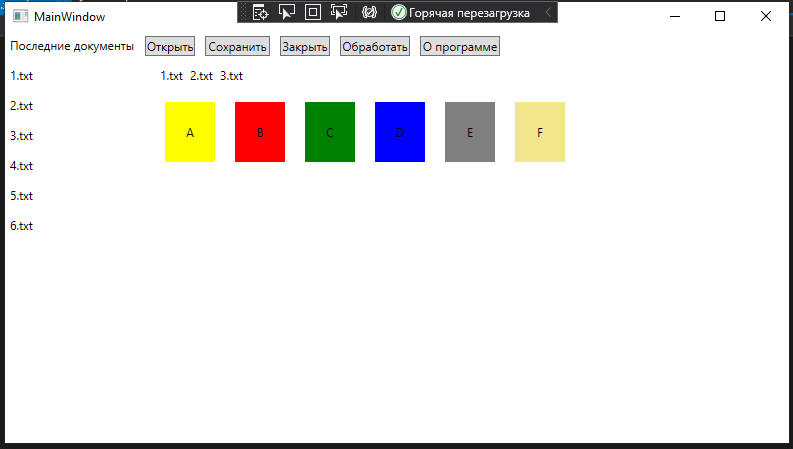 MainWindow
Горячая перезагрузка
Последние документы Открыть Сохранить Закрыть Обработать О программе
1.txt 1.txt 2.txt 3.txt
2.txt
A B C D E F
3.txt
4.txt
5.txt
6.txt